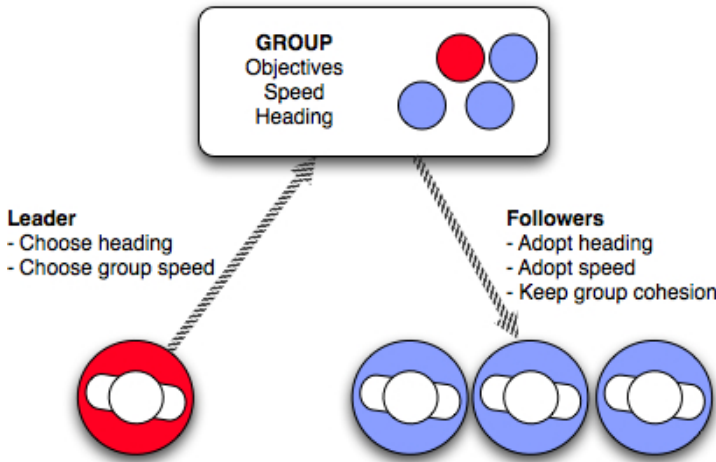 GROUP
Objectives
Speed
Heading
Leader
- Choose heading
- Choose group speed
Followers
- Adopt heading
- Adopt speed
- Keep group cohesion